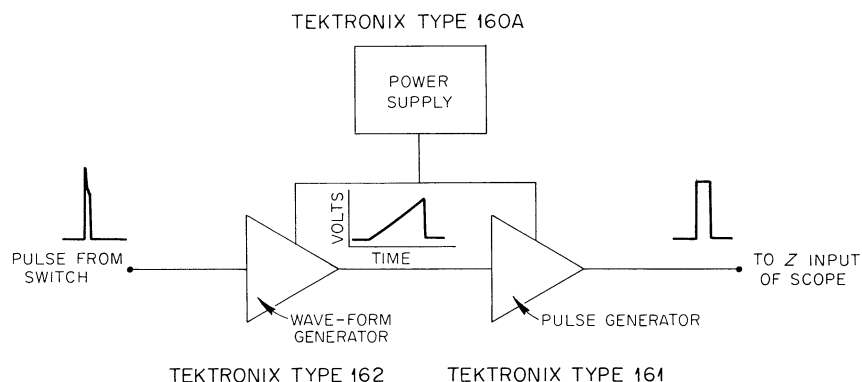 TEKTRONIX TYPE 160A
POWER
SUPPLY
VOLTS
TIME
PULSE FROM
SWITCH
TO Z INPUT
OF SCOPE
WAVE-FORM
GENERATOR
PULSE GENERATOR
TEKTRONIX TYPE 162
TEKTRONIX TYPE 161